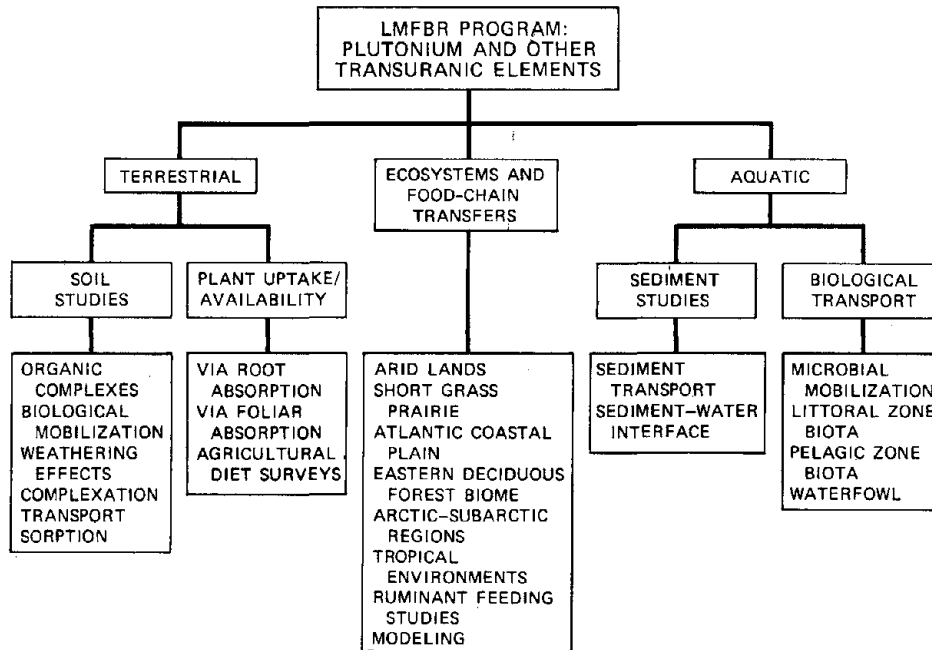 LMFBR PROGRAM:
PLUTONIUM AND OTHER
TRANSURANIC ELEMENTS
TERRESTRIAL
ECOSYSTEMS AND
FOOD-CHAIN
TRANSFERS
AQUATIC
SOIL
STUDIES
PLANT UPTAKE/
AVAILABILITY
SEDIMENT
STUDIES
BIOLOGICAL
TRANSPORT
ORGANIC
COMPLEXES
BIOLOGICAL
MOBILIZATION
WEATHERING
EFFECTS
COMPLEXATION
TRANSPORT
SORPTION
VIA ROOT
ABSORPTION
VIA FOLIAR
ABSORPTION
AGRICULTURAL
DIET SURVEYS
ARID LANDS
SHORT GRASS
PRAIRIE
ATLANTIC COASTAL
PLAIN
EASTERN DECIDUOUS
FOREST BIOME
ARCTIC–SUBARCTIC
REGIONS
TROPICAL
ENVIRONMENTS
RUMINANT FEEDING
STUDIES
MODELING
SEDIMENT
TRANSPORT
SEDIMENT–WATER
INTERFACE
MICROBIAL
MOBILIZATION
LITTORAL ZONE
BIOTA
PELAGIC ZONE
BIOTA
WATERFOWL